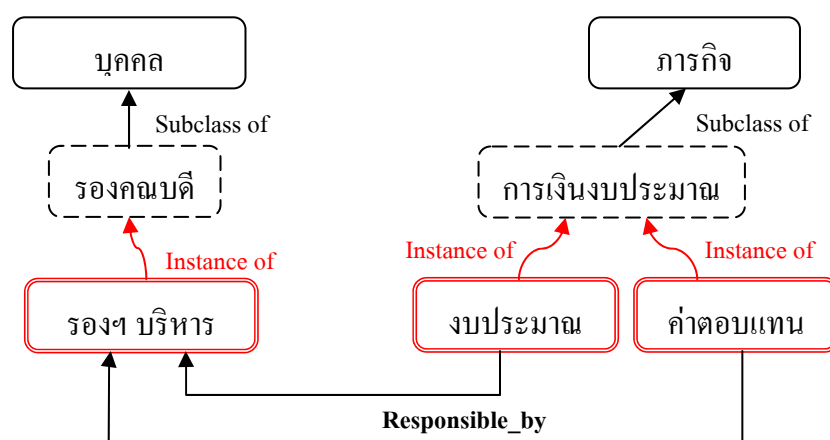 บุคคล
ภารกิจ
Subclass of
Subclass of
รองคณบดี
การเงินงบประมาณ
Instance of
Instance of
Instance of
รองฯ บริหาร
งบประมาณ
ค่าตอบแทน
Responsible_by